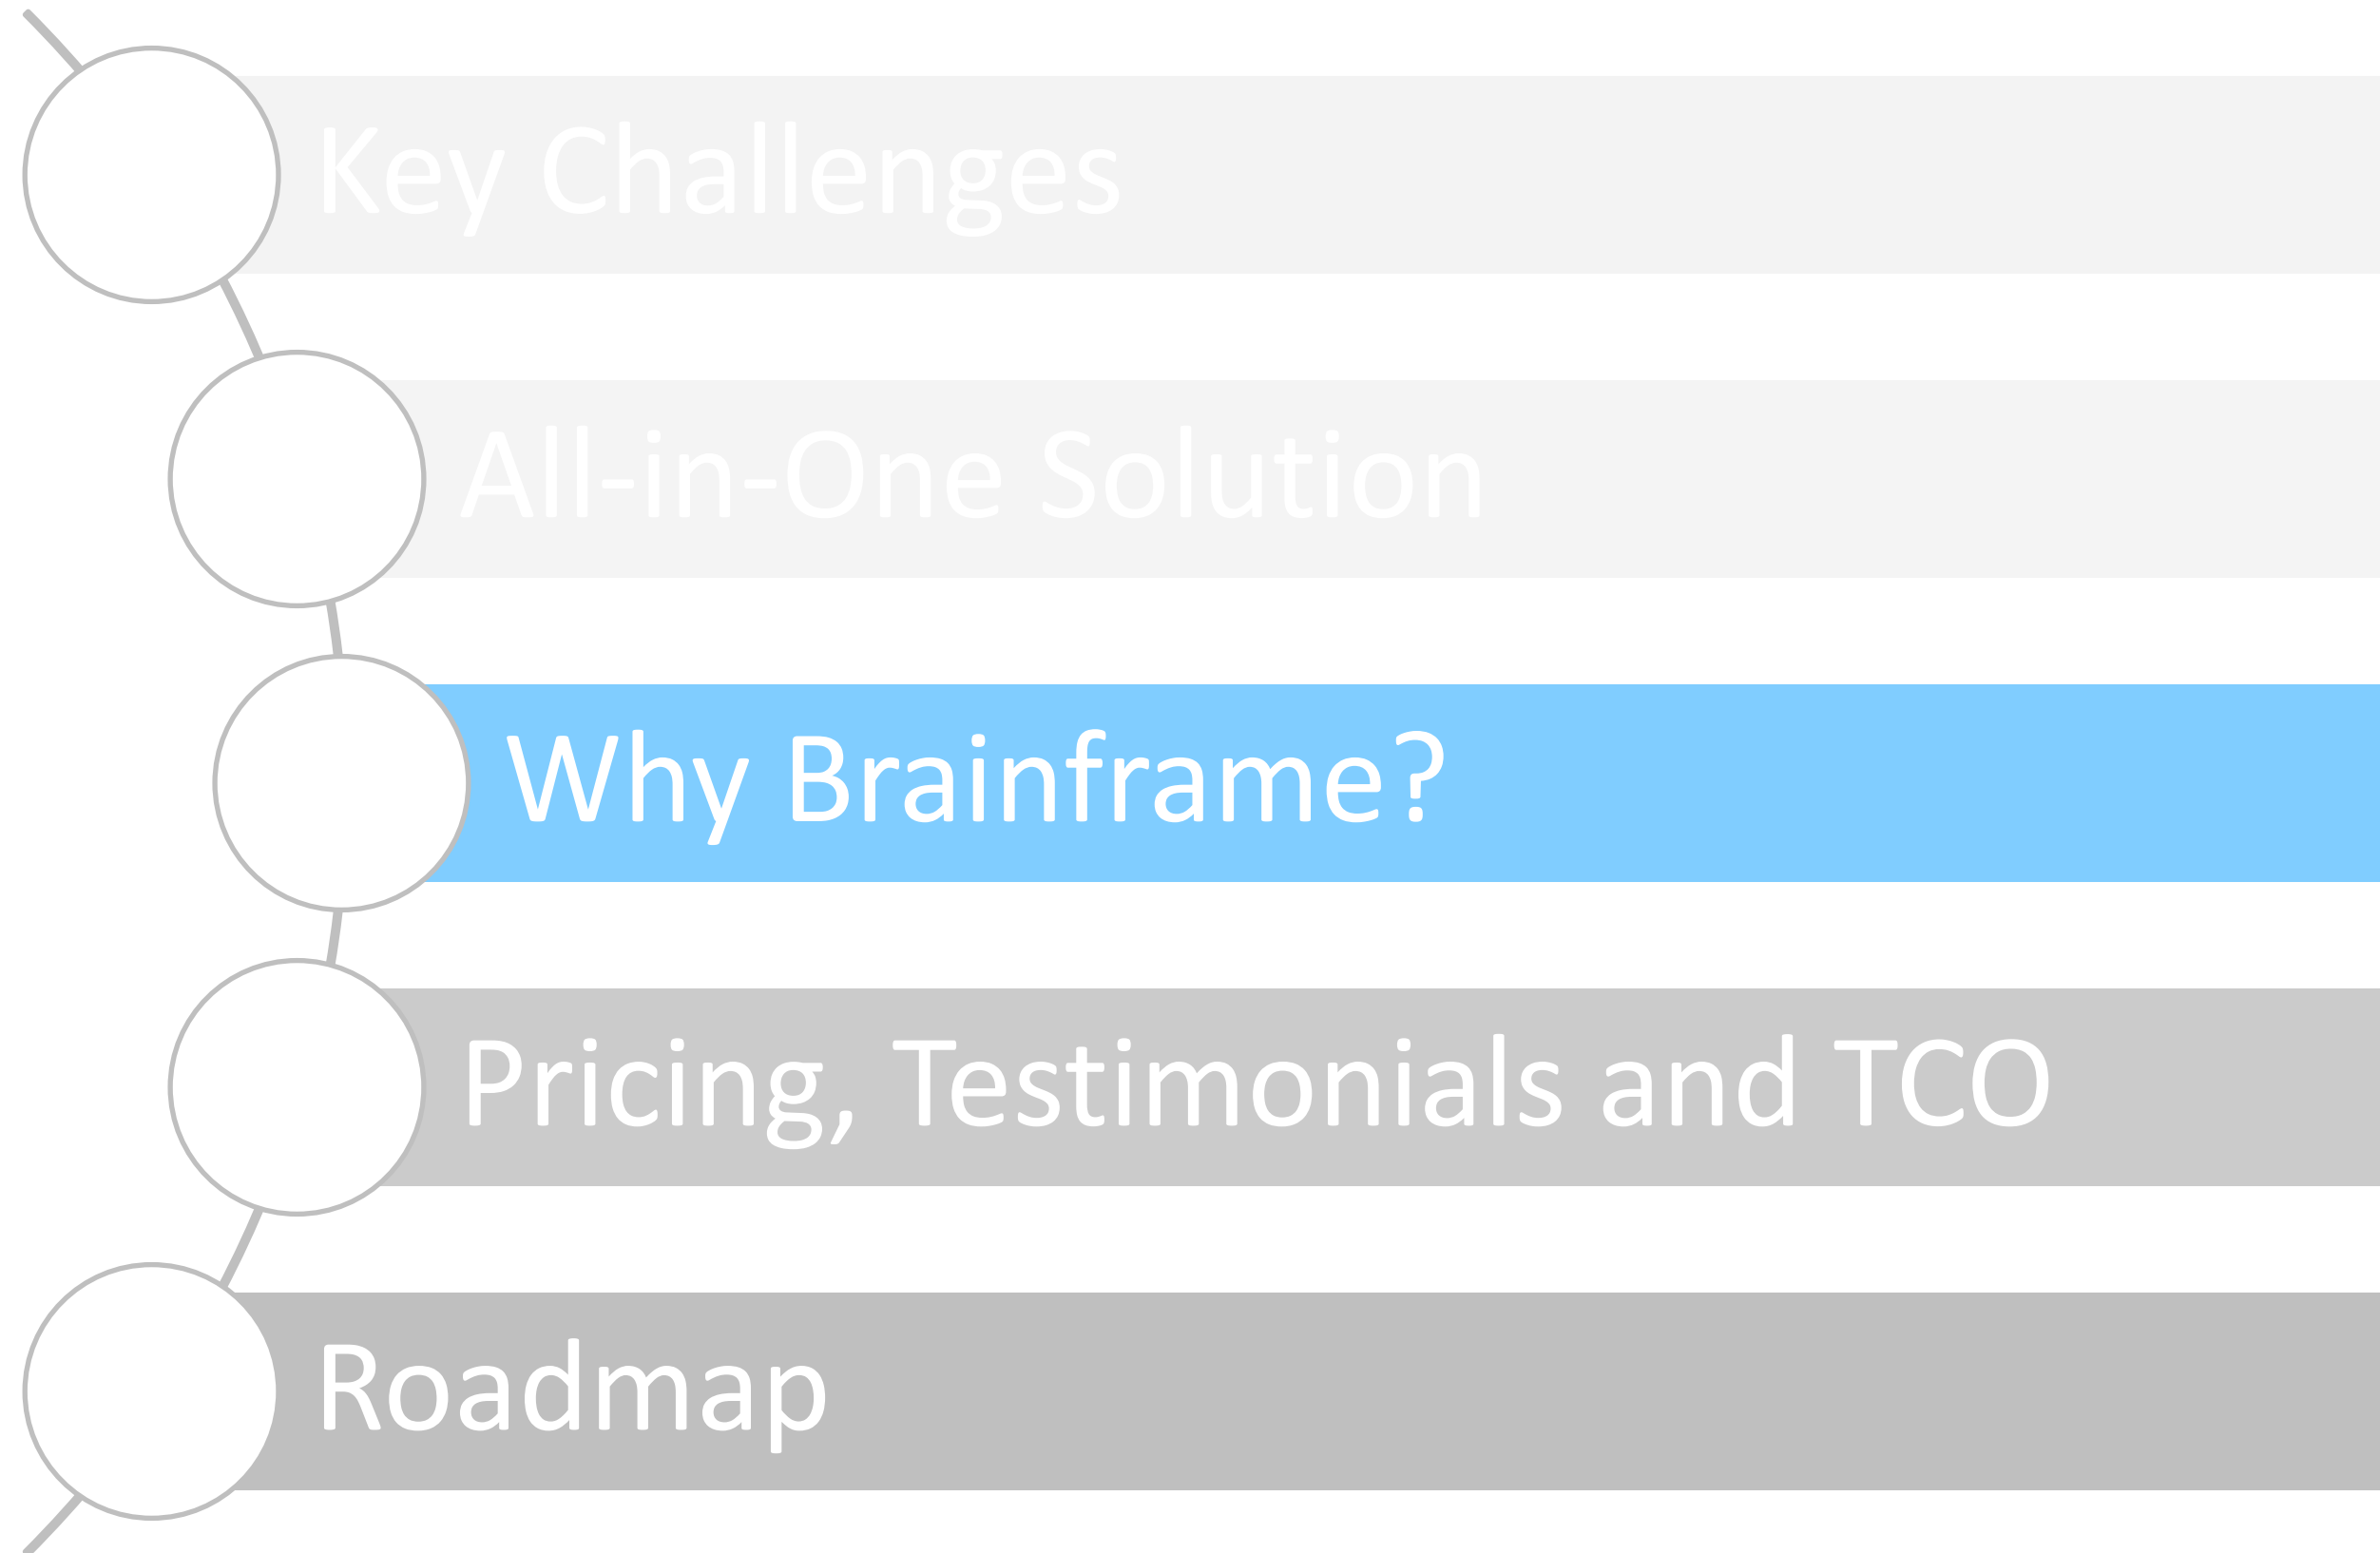 Key Challenges
All-in-One Solution
Why Brainframe?
Pricing, Testimonials and TCO
Roadmap